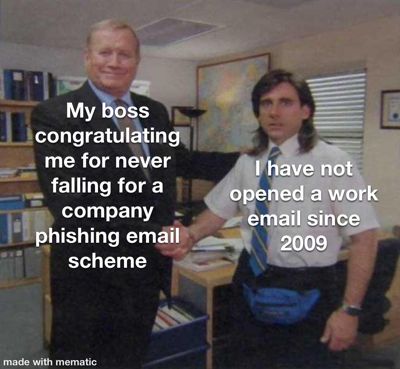 My boss
congratulating
me for never
falling for a
company
phishing email
scheme
I have not
opened a work
email since
2009
made with mematic